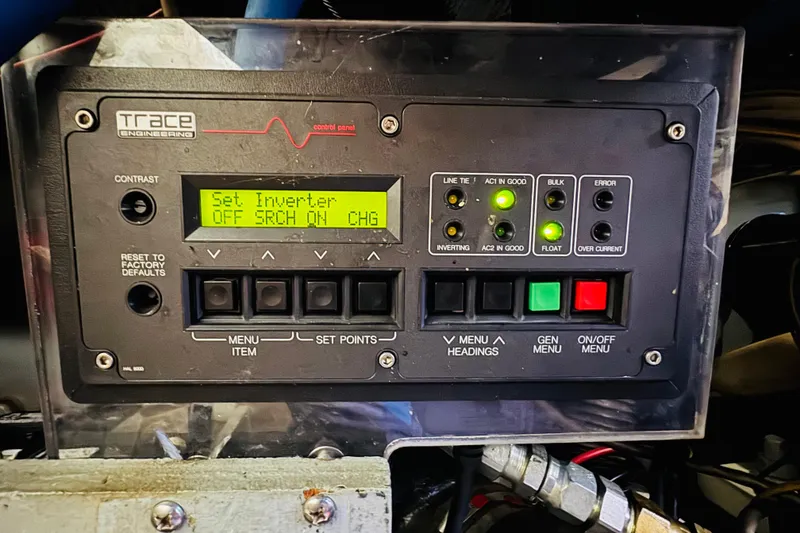 TRACE
ENGINEERING
control panel
CONTRAST
RESET TO
FACTORY
DEFAULTS
Set Inverter
OFF SRCH ON CHG
LINE TIE
AC1 IN GOOD
BULK
ERROR
INVERTING
AC2 IN GOOD
FLOAT
OVER CURRENT
MENU
ITEM
SET POINTS
MENU
HEADINGS
GEN
MENU
ON/OFF
MENU